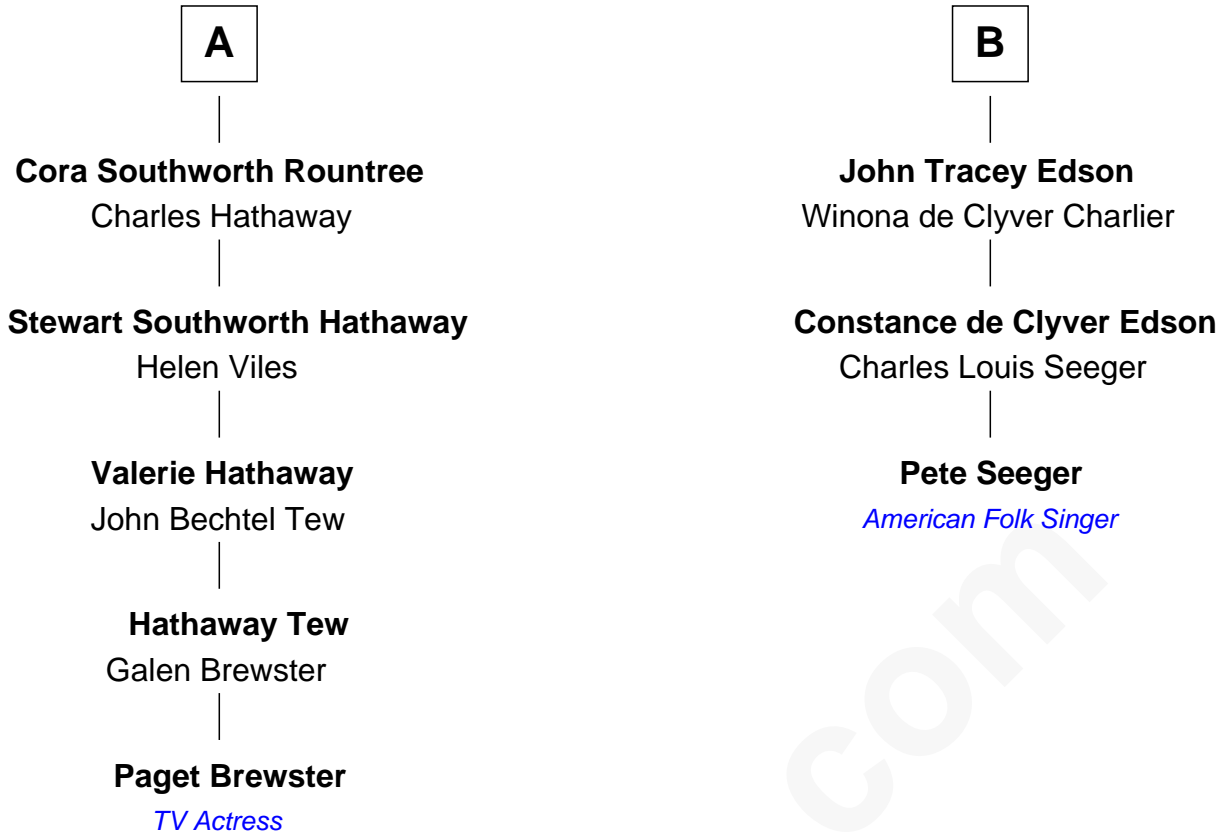 A
Cora Southworth Rountree
Charles Hathaway
Stewart Southworth Hathaway
Helen Viles
Valerie Hathaway
John Bechtel Tew
Hathaway Tew
Galen Brewster
Paget Brewster
TV Actress
B
John Tracey Edson
Winona de Clyver Charlier
Constance de Clyver Edson
Charles Louis Seeger
Pete Seeger
American Folk Singer
com